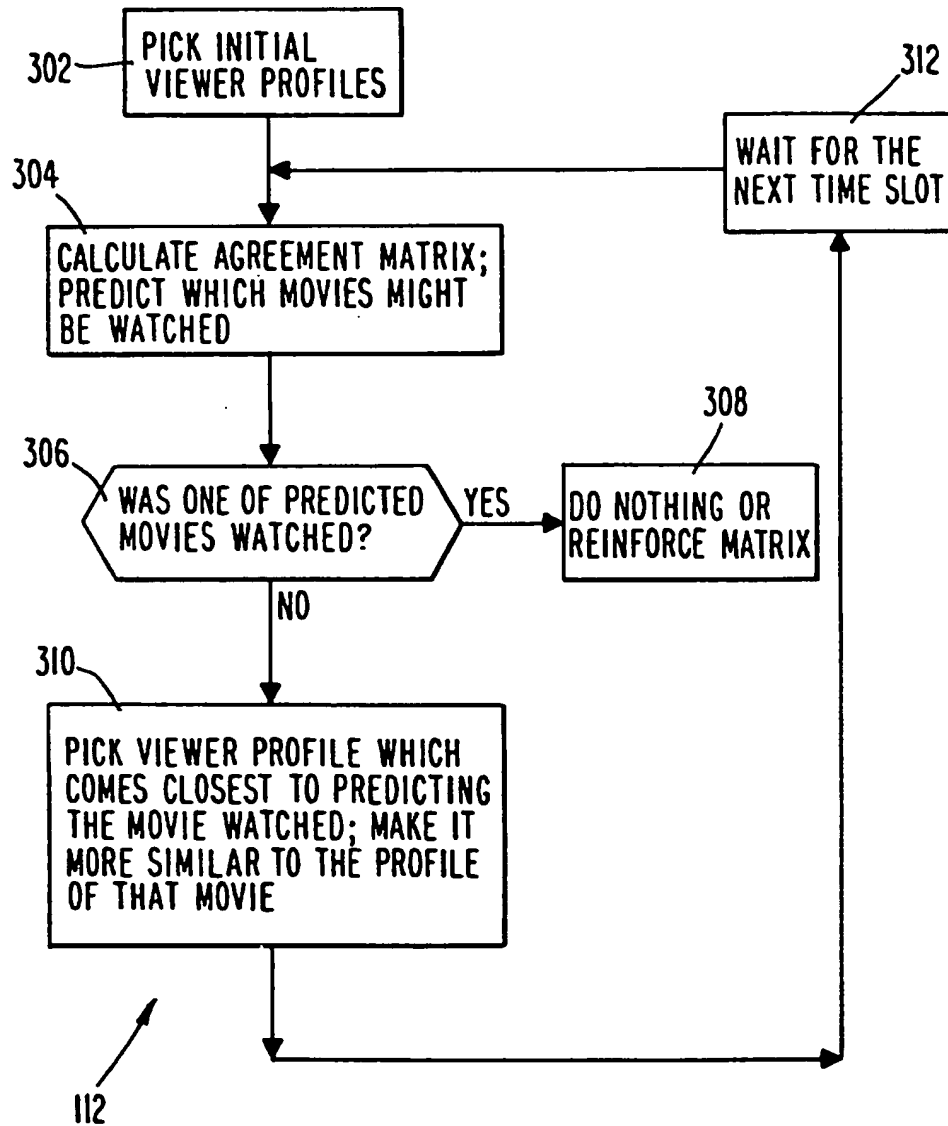 302
PICK INITIAL
VIEWER PROFILES
312
WAIT FOR THE
NEXT TIME SLOT
304
CALCULATE AGREEMENT MATRIX;
PREDICT WHICH MOVIES MIGHT
BE WATCHED
306
WAS ONE OF PREDICTED
MOVIES WATCHED?
YES
308
DO NOTHING OR
REINFORCE MATRIX
NO
310
PICK VIEWER PROFILE WHICH
COMES CLOSEST TO PREDICTING
THE MOVIE WATCHED; MAKE IT
MORE SIMILAR TO THE PROFILE
OF THAT MOVIE
112